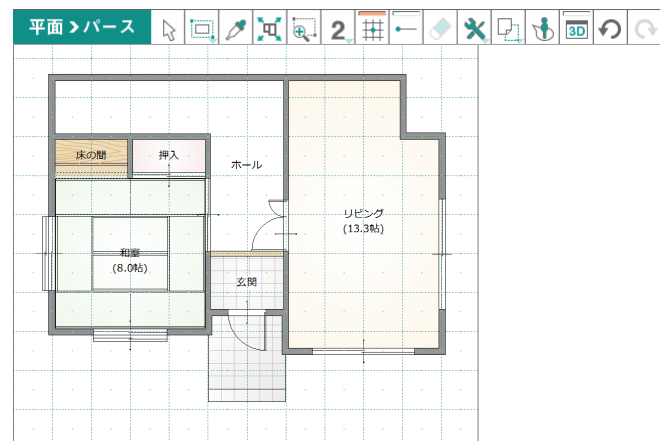 平面 パース
2
3D
床の間
押入
ホール
リビング
(13.3帖)
和室
(8.0帖)
玄関